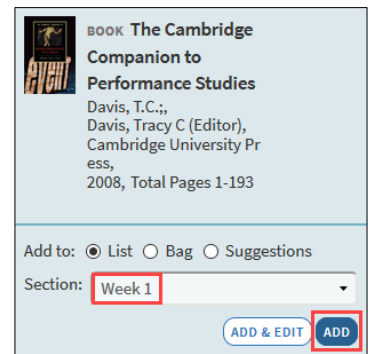 BOOK The Cambridge
Companion to
Performance Studies
Davis, T.C.;,
Davis, Tracy C (Editor),
Cambridge University Pr
ess,
2008, Total Pages 1-193
Add to: List Bag Suggestions
Section: Week 1
ADD & EDIT ADD